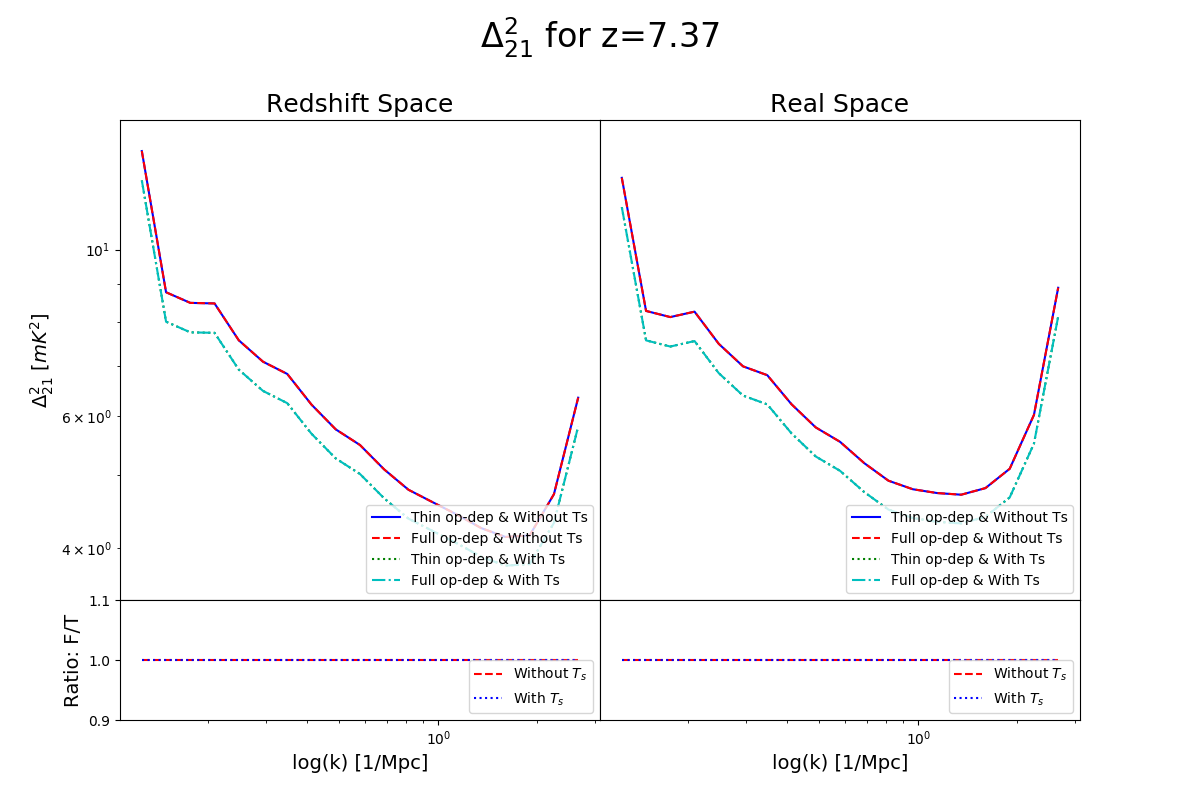 Δ²₂₁ for z=7.37
Redshift Space
Real Space
Δ²₂₁ [mK²]
10¹
6 × 10⁰
4 × 10⁰
Thin op-dep & Without Ts
Full op-dep & Without Ts
Thin op-dep & With Ts
Full op-dep & With Ts
Thin op-dep & Without Ts
Full op-dep & Without Ts
Thin op-dep & With Ts
Full op-dep & With Ts
Ratio: F/T
1.1
1.0
0.9
Without Tₛ
With Tₛ
Without Tₛ
With Tₛ
10⁰
10⁰
log(k) [1/Mpc]
log(k) [1/Mpc]